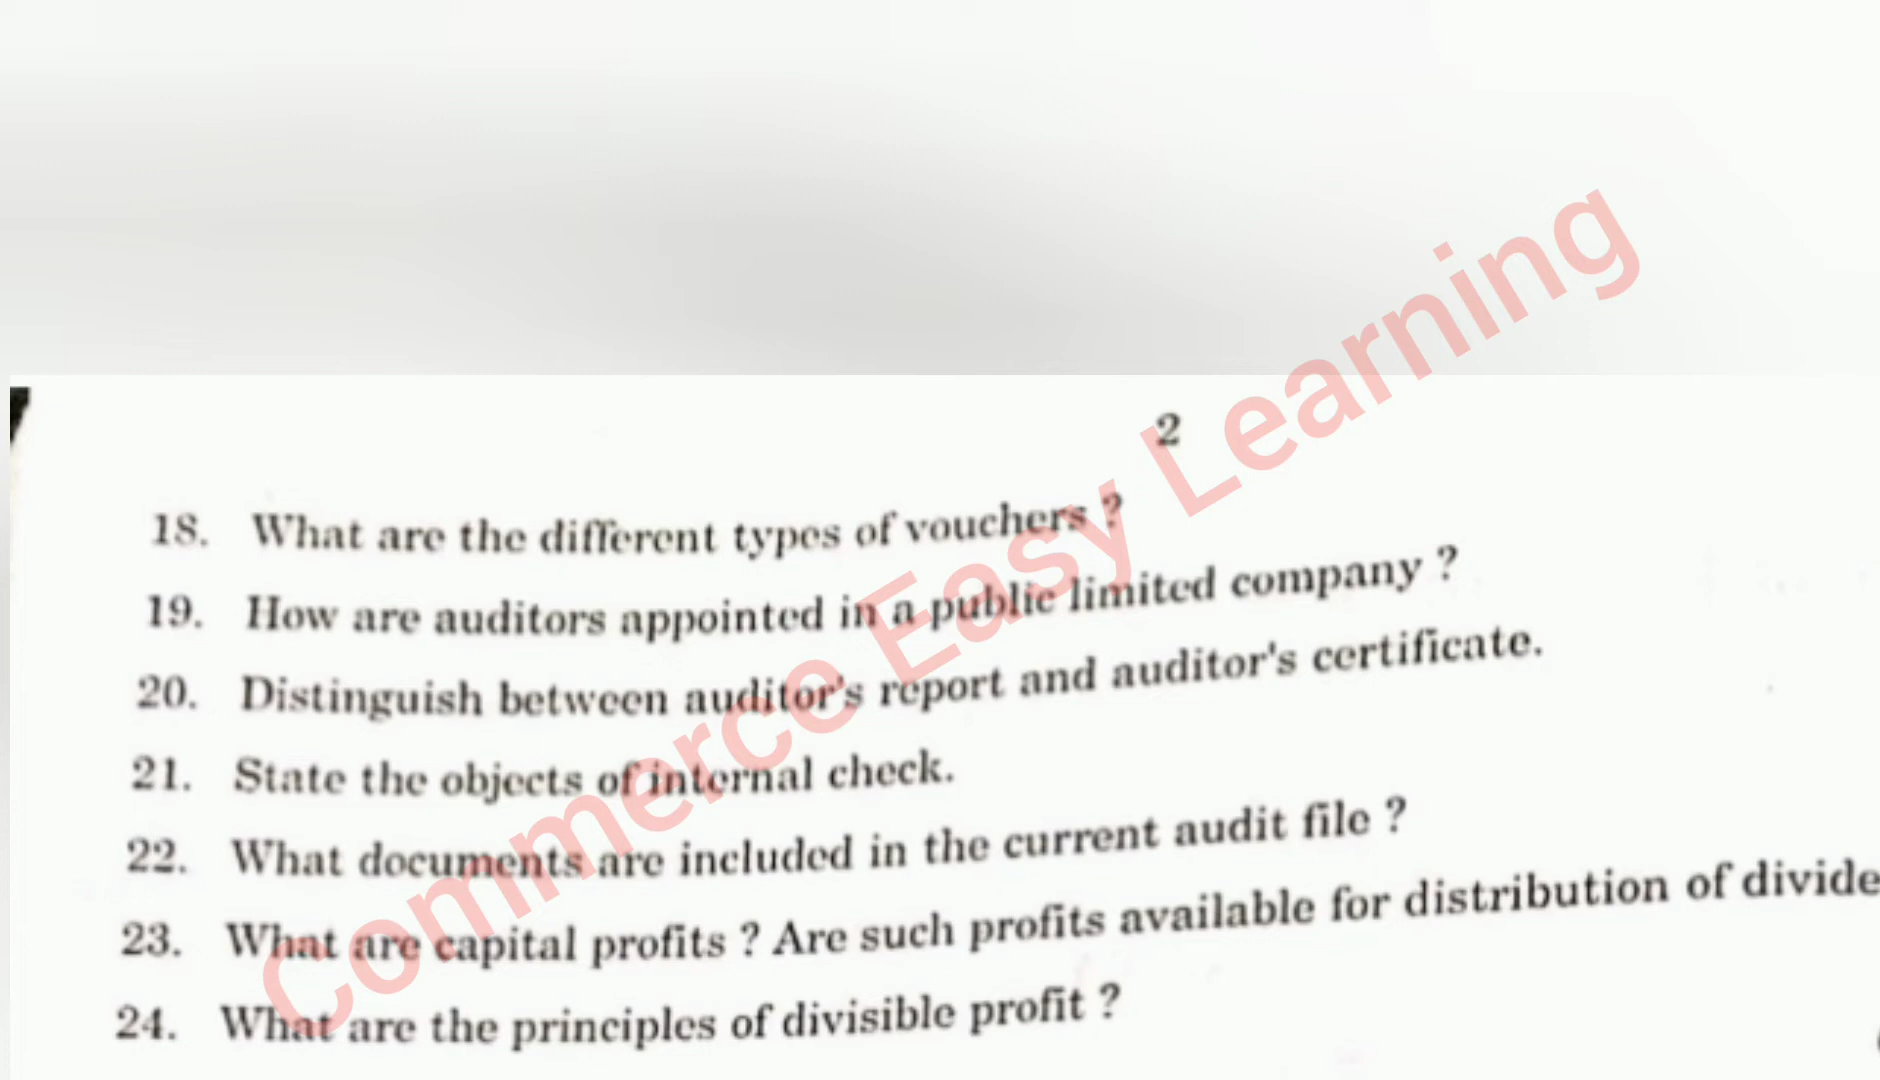 2
18. What are the different types of vouchers ?
19. How are auditors appointed in a public limited company ?
20. Distinguish between auditor's report and auditor's certificate.
21. State the objects of internal check.
22. What documents are included in the current audit file ?
23. What are capital profits ? Are such profits available for distribution of divide
24. What are the principles of divisible profit ?
Commerce Easy Learning